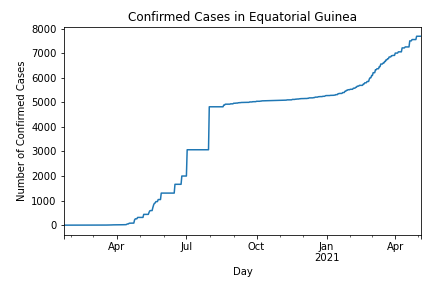 Confirmed Cases in Equatorial Guinea
Number of Confirmed Cases
8000
7000
6000
5000
4000
3000
2000
1000
0
Apr Jul Oct Jan Apr
2021
Day